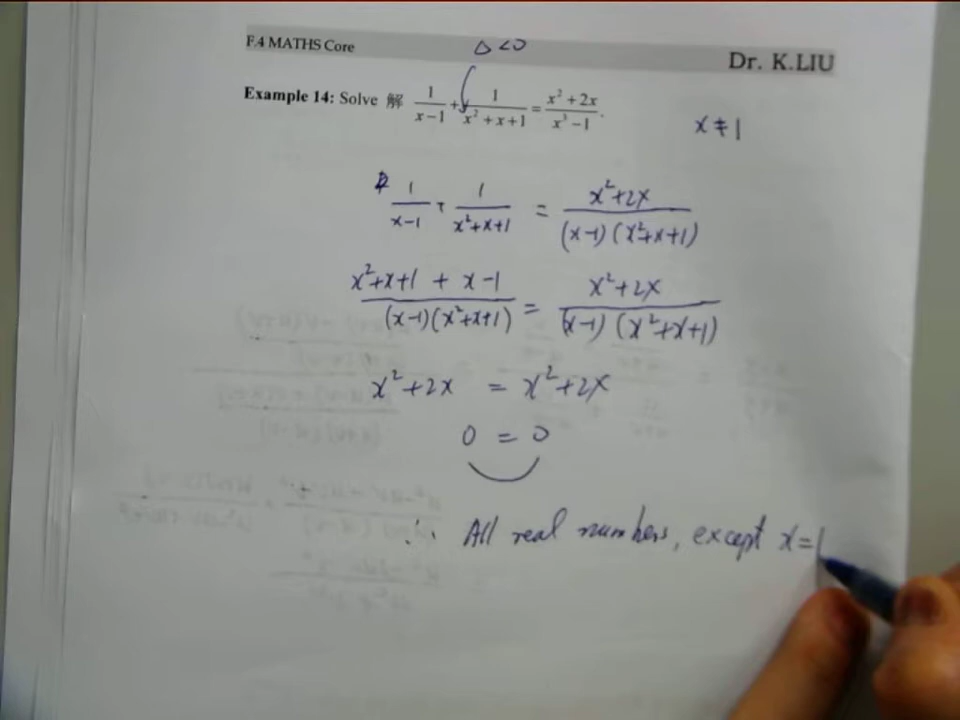 F.4 MATHS Core
Δ < 0
Dr. K.LIU
Example 14: Solve 解 1/(x−1) + 1/(x²+x+1) = (x²+2x)/(x³−1).
x ≠ 1
1/(x−1) + 1/(x²+x+1) = (x²+2x)/((x−1)(x²+x+1))
(x²+x+1 + x−1)/((x−1)(x²+x+1)) = (x²+2x)/((x−1)(x²+x+1))
x²+2x = x²+2x
0 = 0
∴ All real numbers, except x=1